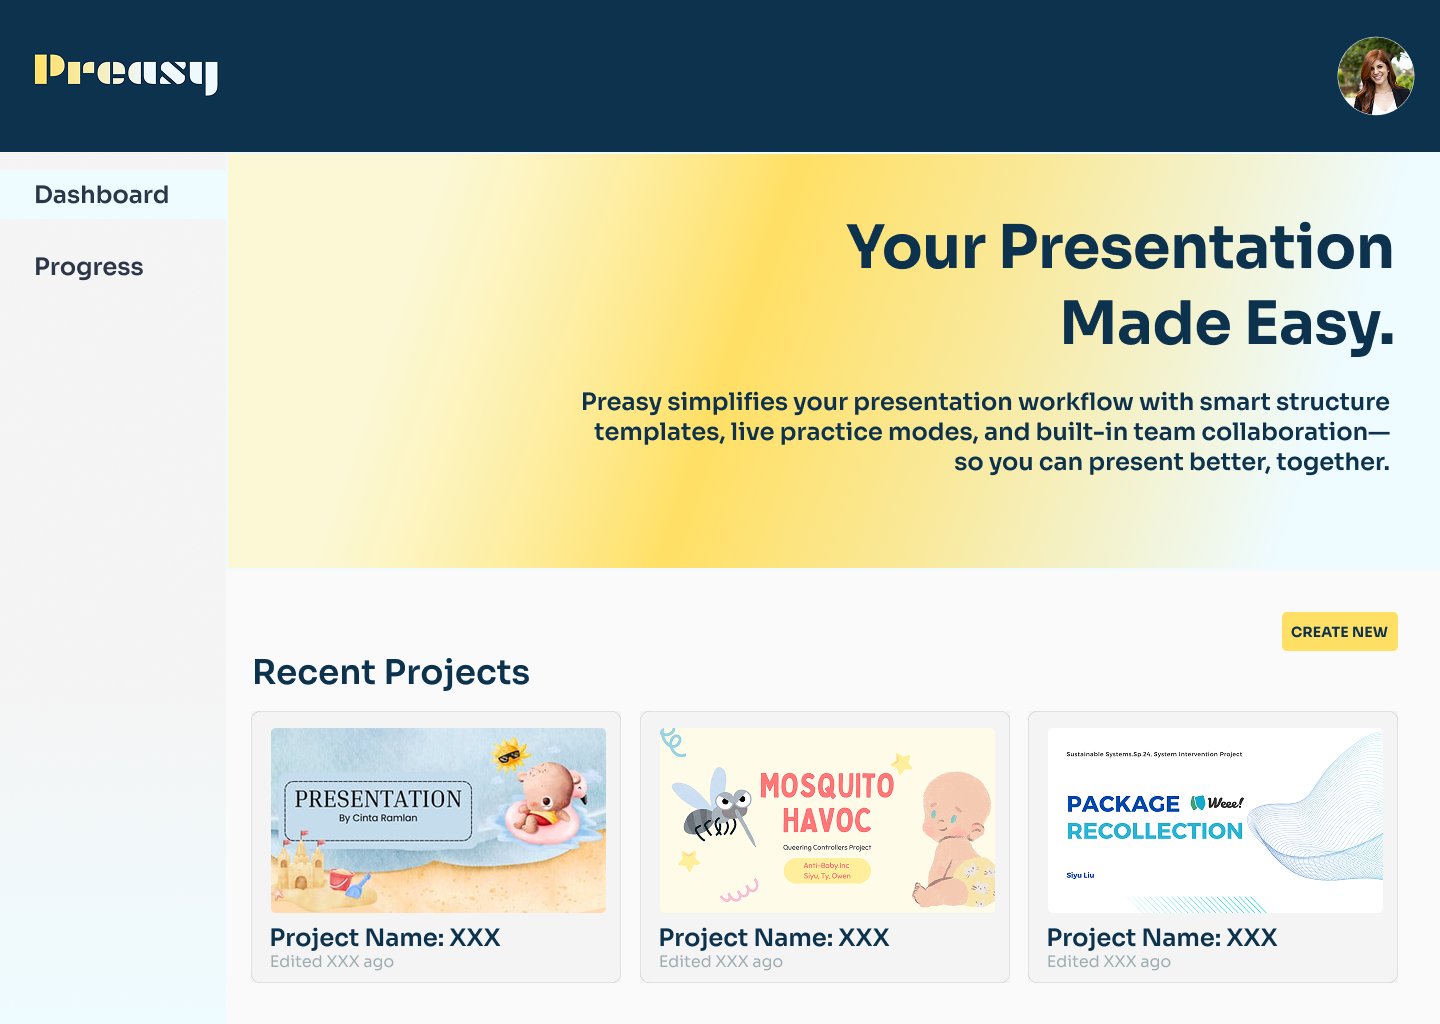 Preasy
Dashboard
Progress
Your Presentation
Made Easy.
Preasy simplifies your presentation workflow with smart structure
templates, live practice modes, and built-in team collaboration—
so you can present better, together.
CREATE NEW
Recent Projects
PRESENTATION
By Cinta Ramlan
Project Name: XXX
Edited XXX ago
MOSQUITO
HAVOC
Queering Controllers Project
Anti-Baby.Inc
Siyu, Ty, Owen
Project Name: XXX
Edited XXX ago
Sustainable Systems.Sp.24, System Intervention Project
PACKAGE Weee!
RECOLLECTION
Siyu Liu
Project Name: XXX
Edited XXX ago